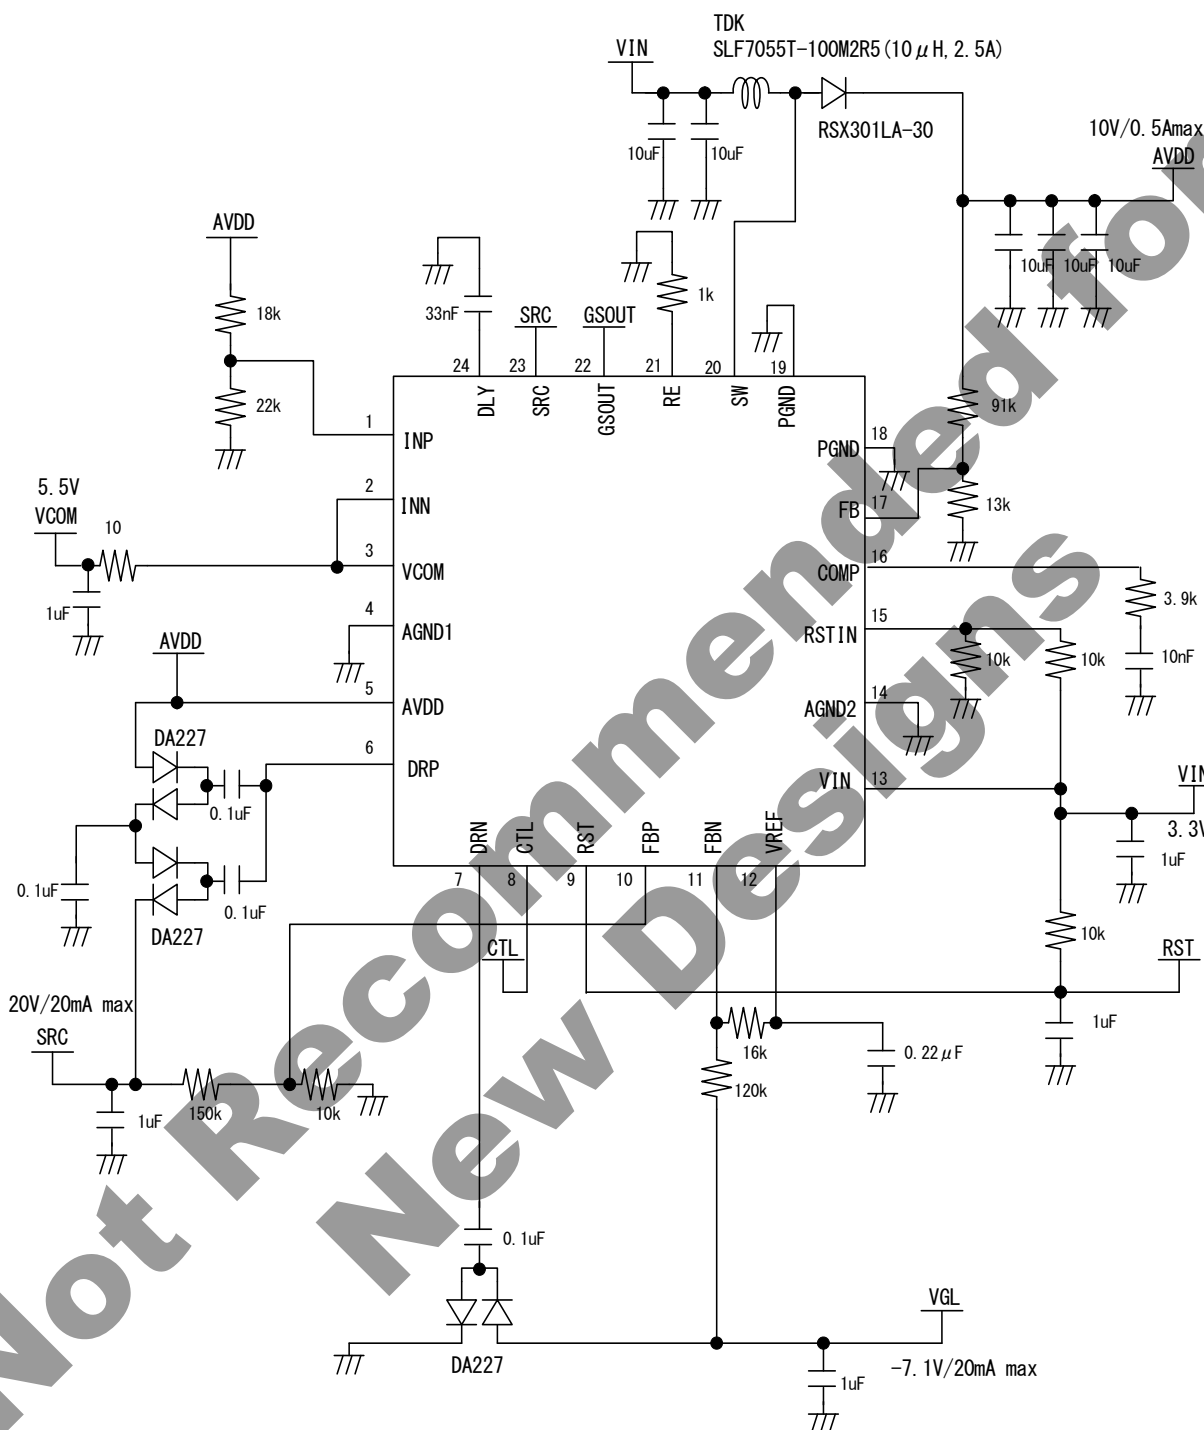 TDK
VIN
SLF7055T-100M2R5(10μH, 2.5A)
RSX301LA-30
10V/0.5Amax
AVDD
10uF
10uF
AVDD
10uF
10uF
10uF
1k
18k
33nF
SRC
GSOUT
24
23
22
21
20
19
DLY
SRC
GSOUT
RE
SW
PGND
22k
91k
1
INP
PGND
18
2
INN
FB
17
13k
5.5V
VCOM
10
3
VCOM
COMP
16
1uF
3.9k
4
AGND1
RSTIN
15
AVDD
10k
10k
10nF
5
AVDD
AGND2
14
DA227
6
DRP
VIN
13
VIN
0.1uF
3.3V
DRN
CTL
RST
FBP
FBN
VREF
1uF
7
8
9
10
11
12
0.1uF
0.1uF
DA227
10k
CTL
RST
20V/20mA max
SRC
1uF
16k
0.22μF
120k
1uF
150k
10k
0.1uF
VGL
DA227
-7.1V/20mA max
1uF
Not Recommended for
New Designs